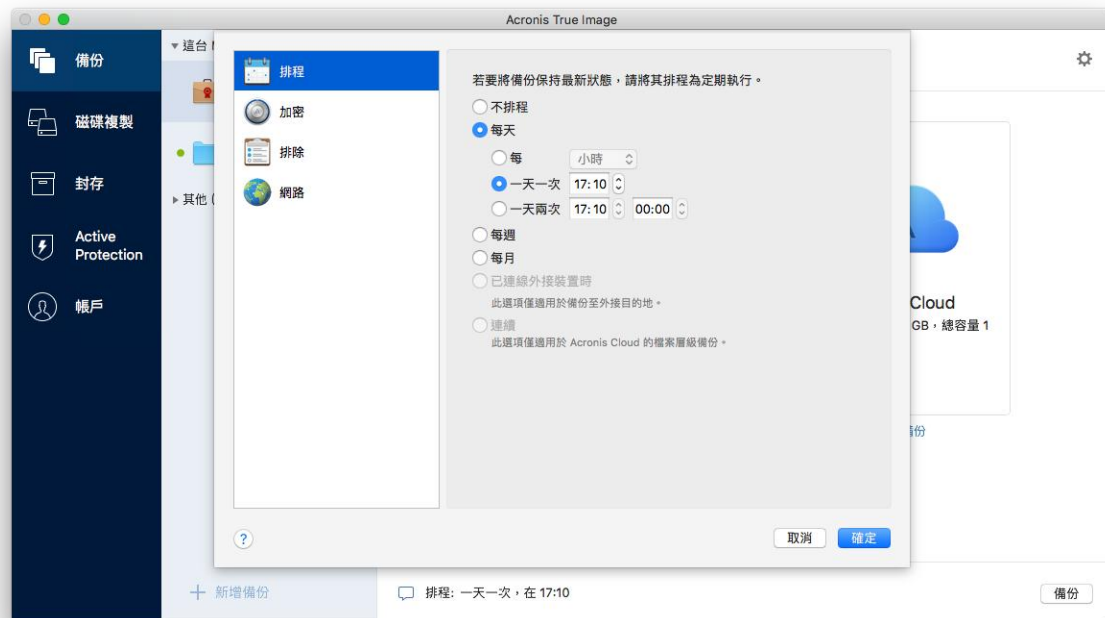 Acronis True Image
備份
磁碟複製
封存
Active
Protection
帳戶
這台
其他 (
新增備份
排程
加密
排除
網路
若要將備份保持最新狀態，請將其排程為定期執行。
不排程
每天
每 小時
一天一次 17:10
一天兩次 17:10 00:00
每週
每月
已連線外接裝置時
此選項僅適用於備份至外接目的地。
連續
此選項僅適用於 Acronis Cloud 的檔案層級備份。
?
取消 確定
Cloud
GB，總容量 1
備份
排程: 一天一次，在 17:10
備份